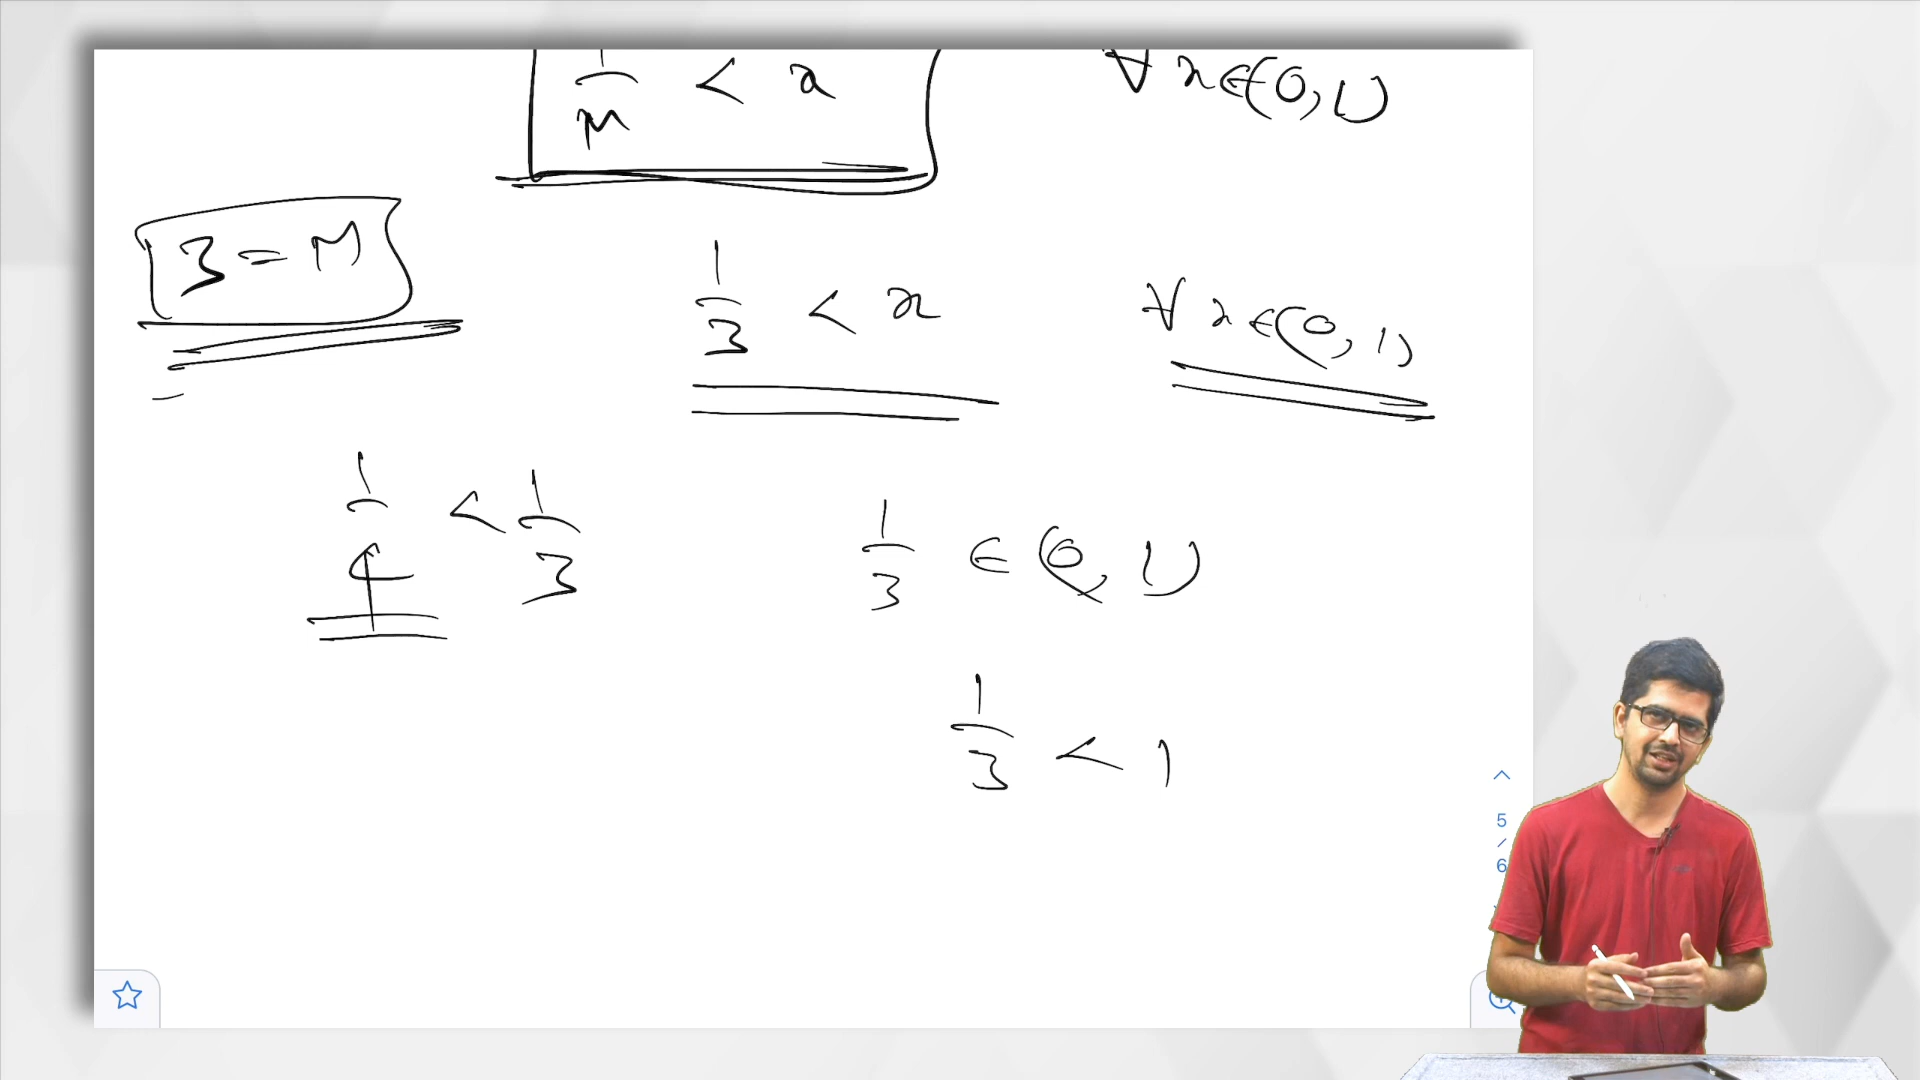 1/M < x ∀ x∈(0,1)
3 = M 1/3 < x ∀ x∈(0,1)
1/4 < 1/3 1/3 ∈ (0,1)
1/3 < 1
5
/
6